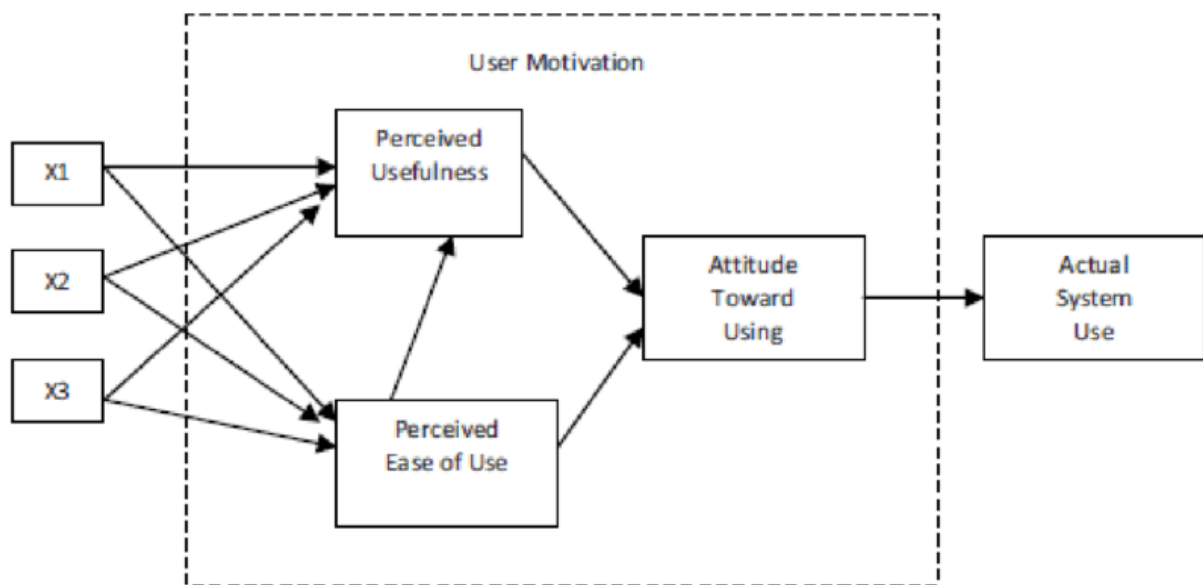 User Motivation
X1
X2
X3
Perceived
Usefulness
Perceived
Ease of Use
Attitude
Toward
Using
Actual
System
Use